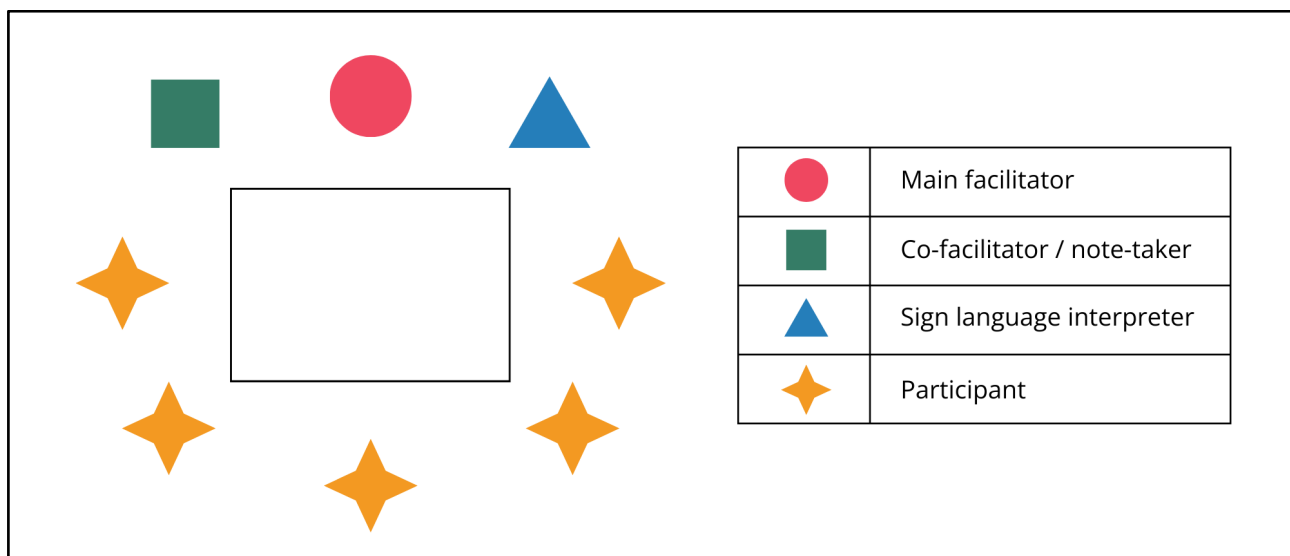 Main facilitator
Co-facilitator / note-taker
Sign language interpreter
Participant